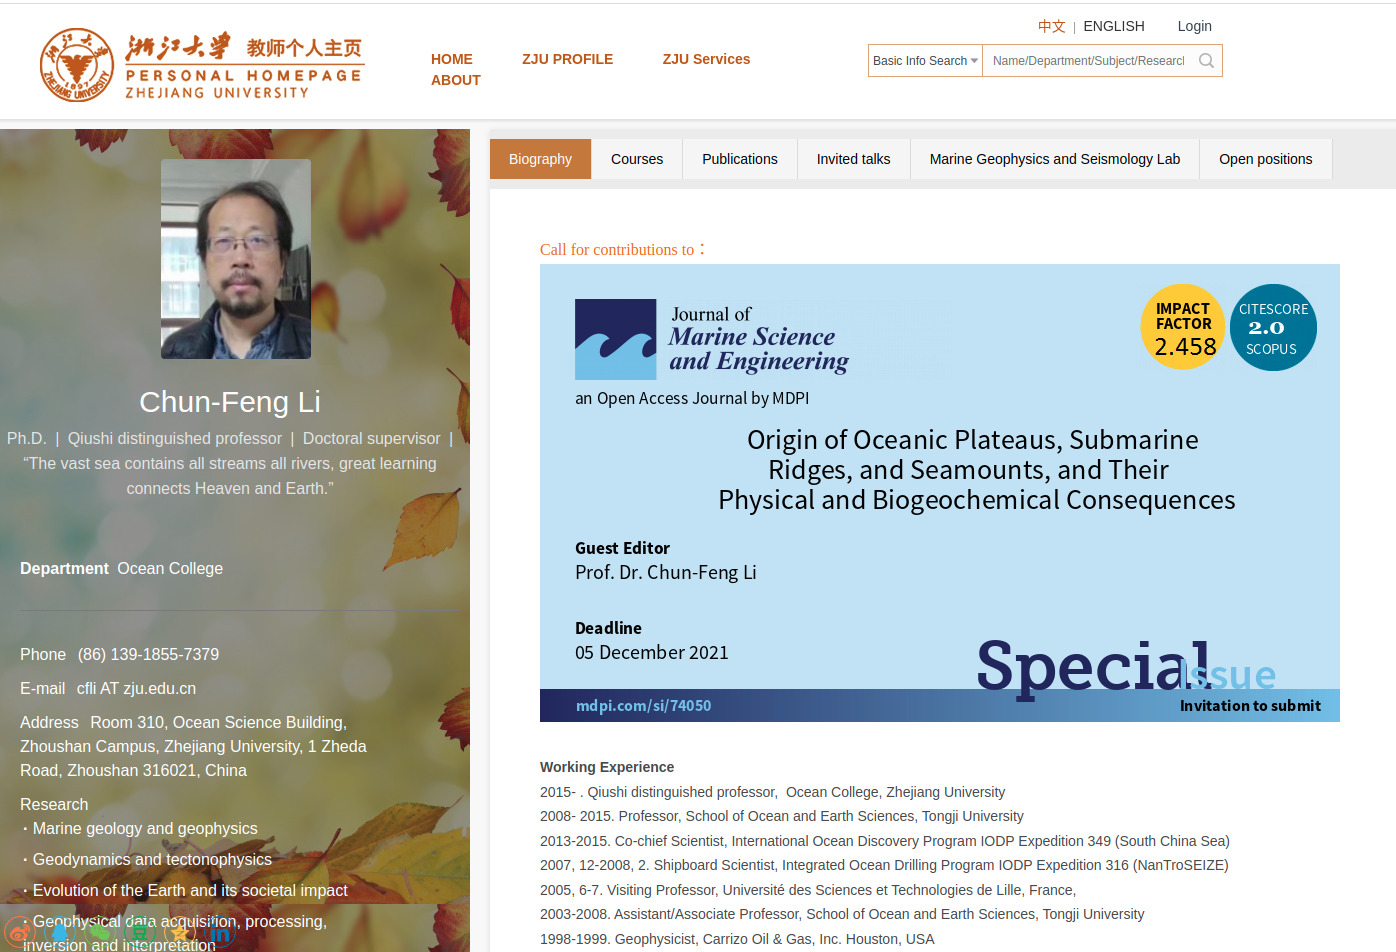 中文 | ENGLISH Login
浙江大学 教师个人主页
PERSONAL HOMEPAGE
ZHEJIANG UNIVERSITY
1897
ZHEJIANG UNIVERSITY
HOME ZJU PROFILE ZJU Services
ABOUT
Basic Info Search Name/Department/Subject/Research
Biography Courses Publications Invited talks Marine Geophysics and Seismology Lab Open positions
Chun-Feng Li
Ph.D. | Qiushi distinguished professor | Doctoral supervisor |
“The vast sea contains all streams all rivers, great learning
connects Heaven and Earth.”
Department Ocean College
Phone (86) 139-1855-7379
E-mail cfli AT zju.edu.cn
Address Room 310, Ocean Science Building,
Zhoushan Campus, Zhejiang University, 1 Zheda
Road, Zhoushan 316021, China
Research
· Marine geology and geophysics
· Geodynamics and tectonophysics
· Evolution of the Earth and its societal impact
· Geophysical data acquisition, processing,
inversion and interpretation
Call for contributions to：
Journal of
Marine Science
and Engineering
an Open Access Journal by MDPI
IMPACT
FACTOR
2.458
CITESCORE
2.0
SCOPUS
Origin of Oceanic Plateaus, Submarine
Ridges, and Seamounts, and Their
Physical and Biogeochemical Consequences
Guest Editor
Prof. Dr. Chun-Feng Li
Deadline
05 December 2021
Special
Issue
mdpi.com/si/74050 Invitation to submit
Working Experience
2015- . Qiushi distinguished professor, Ocean College, Zhejiang University
2008- 2015. Professor, School of Ocean and Earth Sciences, Tongji University
2013-2015. Co-chief Scientist, International Ocean Discovery Program IODP Expedition 349 (South China Sea)
2007, 12-2008, 2. Shipboard Scientist, Integrated Ocean Drilling Program IODP Expedition 316 (NanTroSEIZE)
2005, 6-7. Visiting Professor, Université des Sciences et Technologies de Lille, France,
2003-2008. Assistant/Associate Professor, School of Ocean and Earth Sciences, Tongji University
1998-1999. Geophysicist, Carrizo Oil & Gas, Inc. Houston, USA